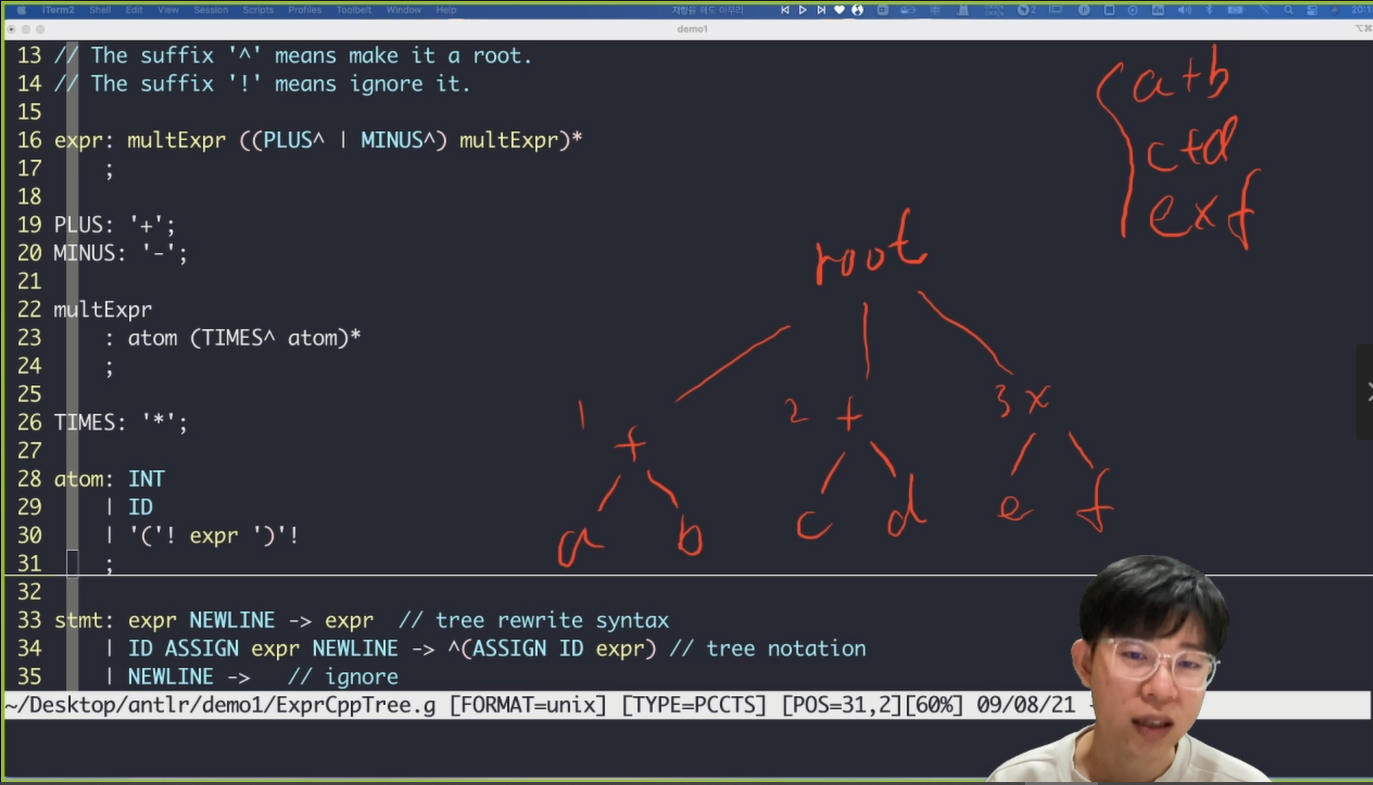 iTerm2 Shell Edit View Session Scripts Profiles Toolbelt Window Help
demo1
13 // The suffix '^' means make it a root.
14 // The suffix '!' means ignore it.
15
16 expr: multExpr ((PLUS^ | MINUS^) multExpr)*
17 ;
18
19 PLUS: '+';
20 MINUS: '-';
21
22 multExpr
23 : atom (TIMES^ atom)*
24 ;
25
26 TIMES: '*';
27
28 atom: INT
29 | ID
30 | '('! expr ')'!
31 ;
32
33 stmt: expr NEWLINE -> expr // tree rewrite syntax
34 | ID ASSIGN expr NEWLINE -> ^(ASSIGN ID expr) // tree notation
35 | NEWLINE -> // ignore
~/Desktop/antlr/demo1/ExprCppTree.g [FORMAT=unix] [TYPE=PCCTS] [POS=31,2][60%] 09/08/21
a+b
c+d
exf
root
1 + 2 + 3 x
a b c d e f